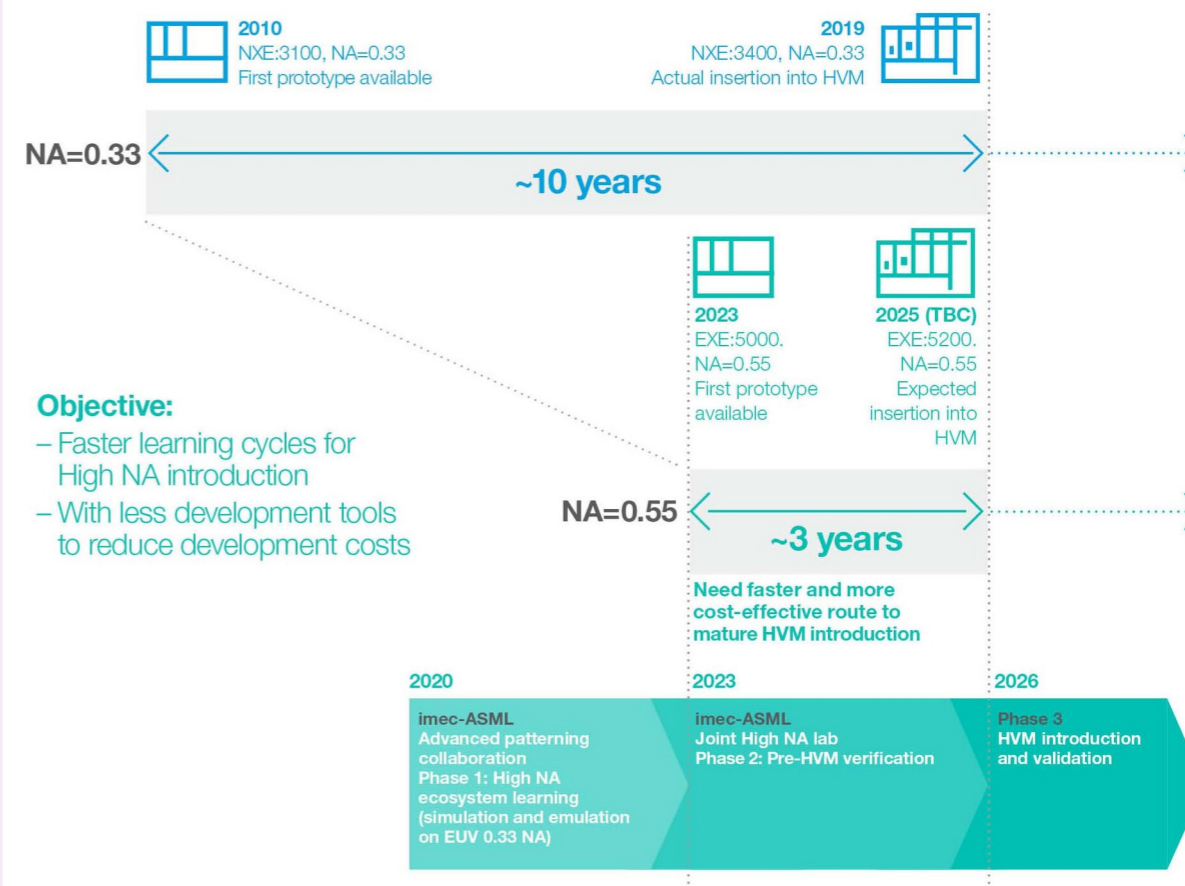 2010
NXE:3100, NA=0.33
First prototype available
2019
NXE:3400, NA=0.33
Actual insertion into HVM
NA=0.33
~10 years
2023
EXE:5000.
NA=0.55
First prototype
available
2025 (TBC)
EXE:5200.
NA=0.55
Expected
insertion into
HVM
Objective:
– Faster learning cycles for
High NA introduction
– With less development tools
to reduce development costs
NA=0.55
~3 years
Need faster and more
cost-effective route to
mature HVM introduction
2020
imec-ASML
Advanced patterning
collaboration
Phase 1: High NA
ecosystem learning
(simulation and emulation
on EUV 0.33 NA)
2023
imec-ASML
Joint High NA lab
Phase 2: Pre-HVM verification
2026
Phase 3
HVM introduction
and validation